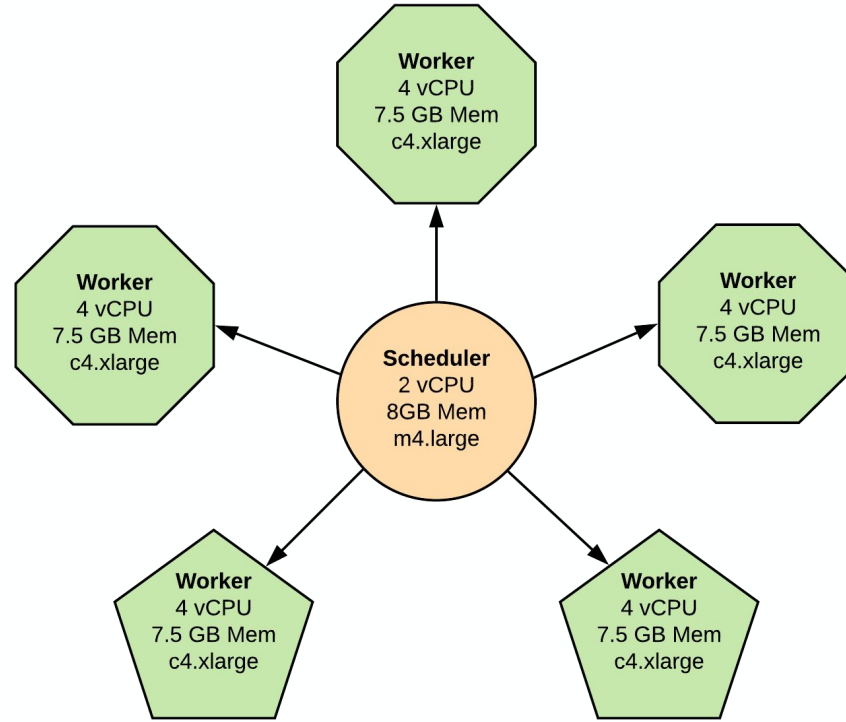 Worker
4 vCPU
7.5 GB Mem
c4.xlarge
Worker
4 vCPU
7.5 GB Mem
c4.xlarge
Worker
4 vCPU
7.5 GB Mem
c4.xlarge
Scheduler
2 vCPU
8GB Mem
m4.large
Worker
4 vCPU
7.5 GB Mem
c4.xlarge
Worker
4 vCPU
7.5 GB Mem
c4.xlarge